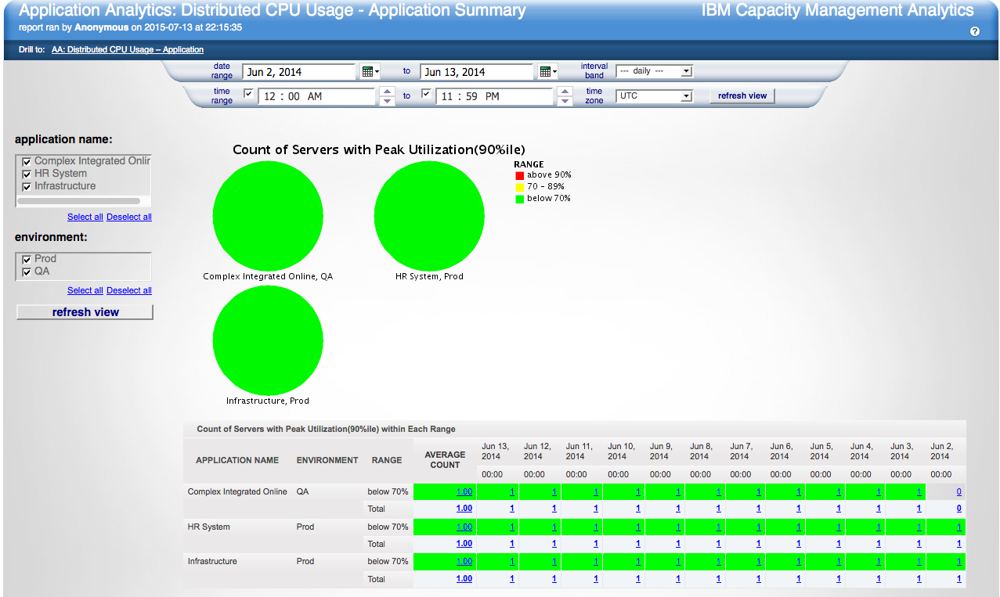 Application Analytics: Distributed CPU Usage - Application Summary
IBM Capacity Management Analytics
report ran by Anonymous on 2015-07-13 at 22:15:35
?
Drill to: AA: Distributed CPU Usage – Application
date range Jun 2, 2014 to Jun 13, 2014 interval band --- daily ---
time range 12 : 00 AM to 11 : 59 PM time zone UTC refresh view
application name:
Complex Integrated Onlin
HR System
Infrastructure
Select all Deselect all
environment:
Prod
QA
Select all Deselect all
refresh view
Count of Servers with Peak Utilization(90%ile)
RANGE
above 90%
70 - 89%
below 70%
Complex Integrated Online, QA
HR System, Prod
Infrastructure, Prod
Count of Servers with Peak Utilization(90%ile) within Each Range
APPLICATION NAME ENVIRONMENT RANGE AVERAGE COUNT Jun 13, 2014 Jun 12, 2014 Jun 11, 2014 Jun 10, 2014 Jun 9, 2014 Jun 8, 2014 Jun 7, 2014 Jun 6, 2014 Jun 5, 2014 Jun 4, 2014 Jun 3, 2014 Jun 2, 2014
00:00 00:00 00:00 00:00 00:00 00:00 00:00 00:00 00:00 00:00 00:00 00:00
Complex Integrated Online QA below 70% 1.00 1 1 1 1 1 1 1 1 1 1 1 0
Total 1.00 1 1 1 1 1 1 1 1 1 1 1 0
HR System Prod below 70% 1.00 1 1 1 1 1 1 1 1 1 1 1 1
Total 1.00 1 1 1 1 1 1 1 1 1 1 1 1
Infrastructure Prod below 70% 1.00 1 1 1 1 1 1 1 1 1 1 1 1
Total 1.00 1 1 1 1 1 1 1 1 1 1 1 1